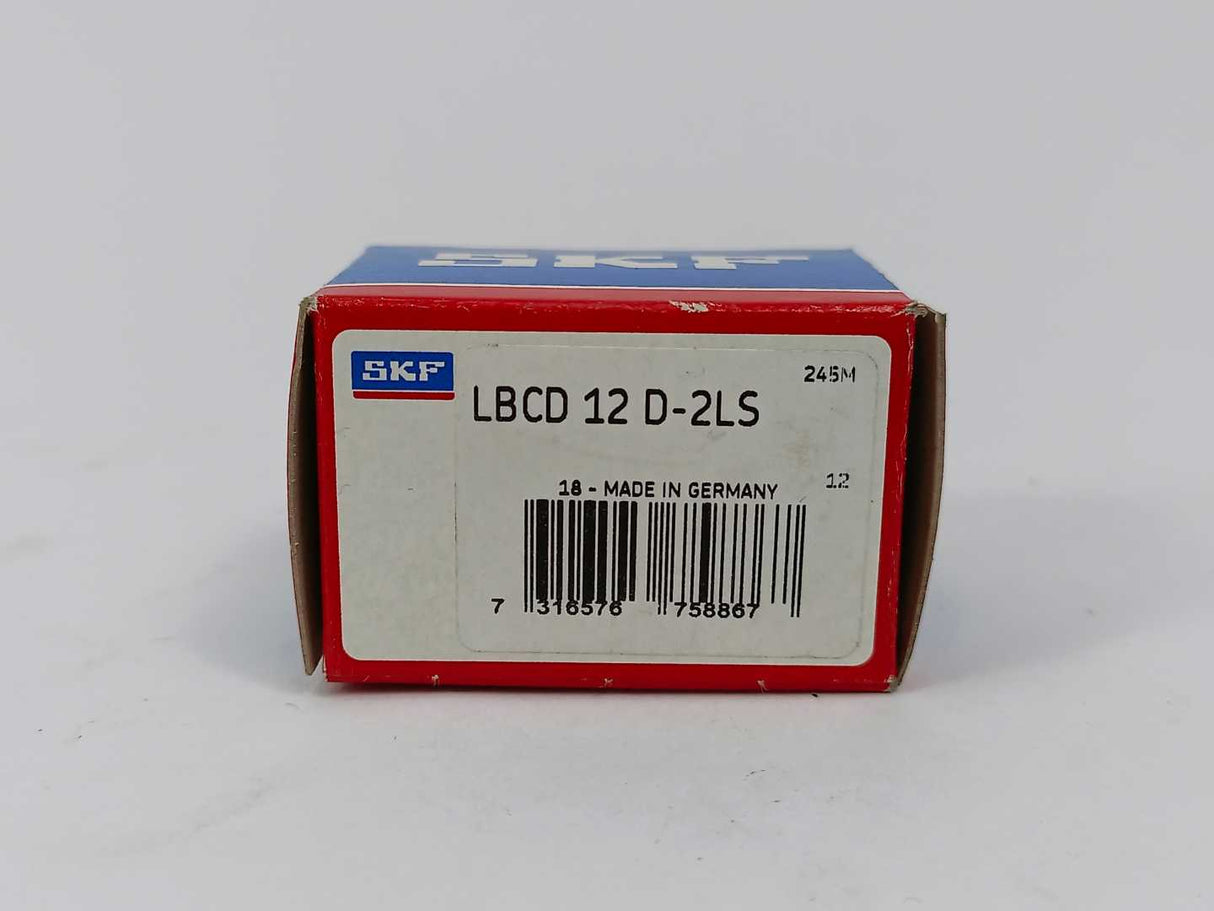 SKF
SKF
245M
LBCD 12 D-2LS
12
18 - MADE IN GERMANY
7 316576 758867